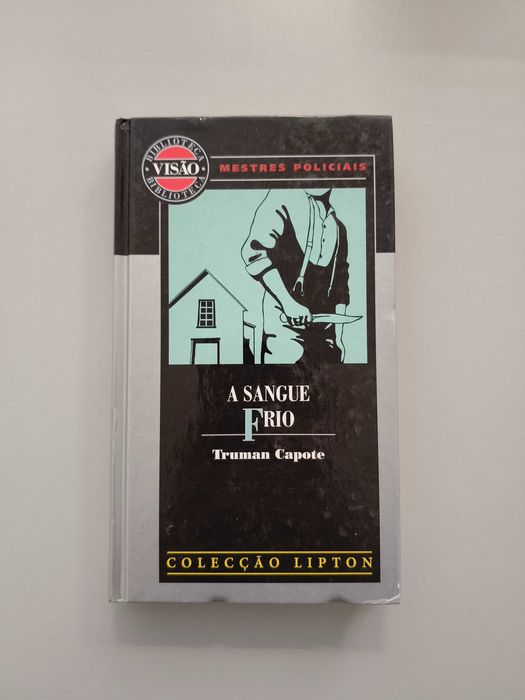 BIBLIOTECA
VISÃO
BIBLIOTECA
MESTRES POLICIAIS
A SANGUE
FRIO
Truman Capote
COLECÇÃO LIPTON